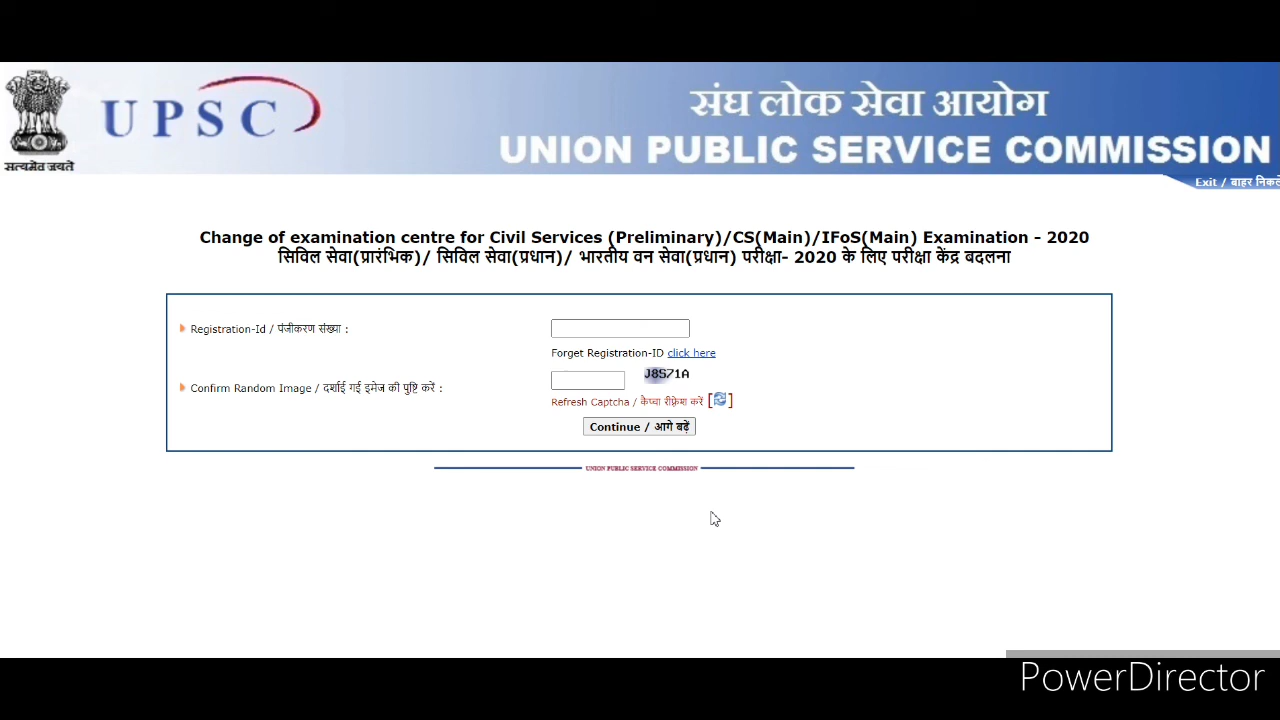 संघ लोक सेवा आयोग
UPSC
UNION PUBLIC SERVICE COMMISSION
सत्यमेव जयते
Exit / बाहर निकले
Change of examination centre for Civil Services (Preliminary)/CS(Main)/IFoS(Main) Examination - 2020
सिविल सेवा(प्रारंभिक)/ सिविल सेवा(प्रधान)/ भारतीय वन सेवा(प्रधान) परीक्षा- 2020 के लिए परीक्षा केंद्र बदलना
Registration-Id / पंजीकरण संख्या :
Forget Registration-ID click here
Confirm Random Image / दर्शाई गई इमेज की पुष्टि करें :
J8S71A
Refresh Captcha / कैप्चा रीफ़्रेश करें [ ]
Continue / आगे बढ़ें
UNION PUBLIC SERVICE COMMISSION
PowerDirector